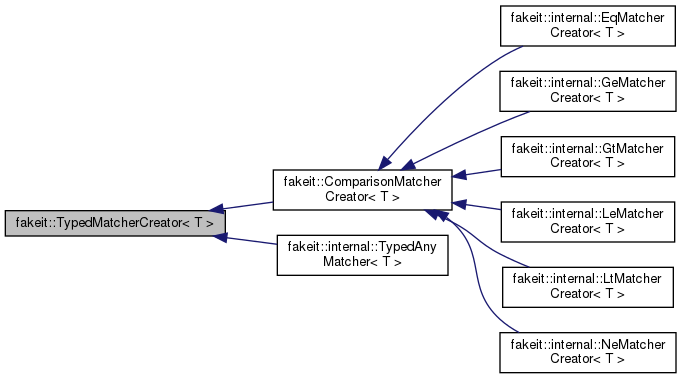 fakeit::TypedMatcherCreator< T >
fakeit::ComparisonMatcher
Creator< T >
fakeit::internal::TypedAny
Matcher< T >
fakeit::internal::EqMatcher
Creator< T >
fakeit::internal::GeMatcher
Creator< T >
fakeit::internal::GtMatcher
Creator< T >
fakeit::internal::LeMatcher
Creator< T >
fakeit::internal::LtMatcher
Creator< T >
fakeit::internal::NeMatcher
Creator< T >